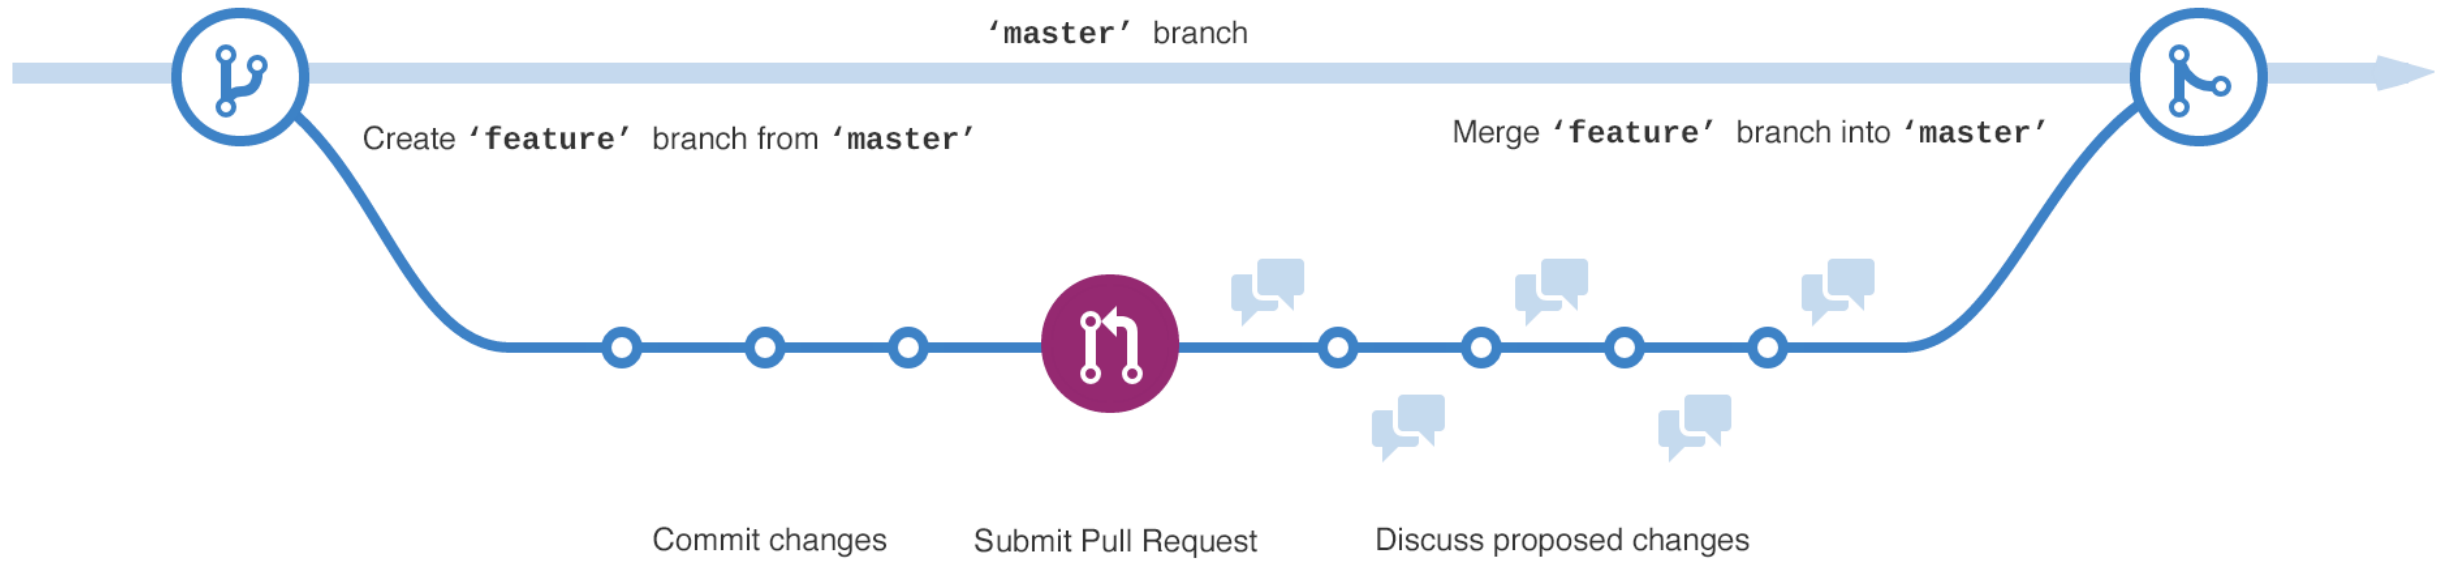 ‘master’ branch
Create ‘feature’ branch from ‘master’
Merge ‘feature’ branch into ‘master’
Commit changes
Submit Pull Request
Discuss proposed changes